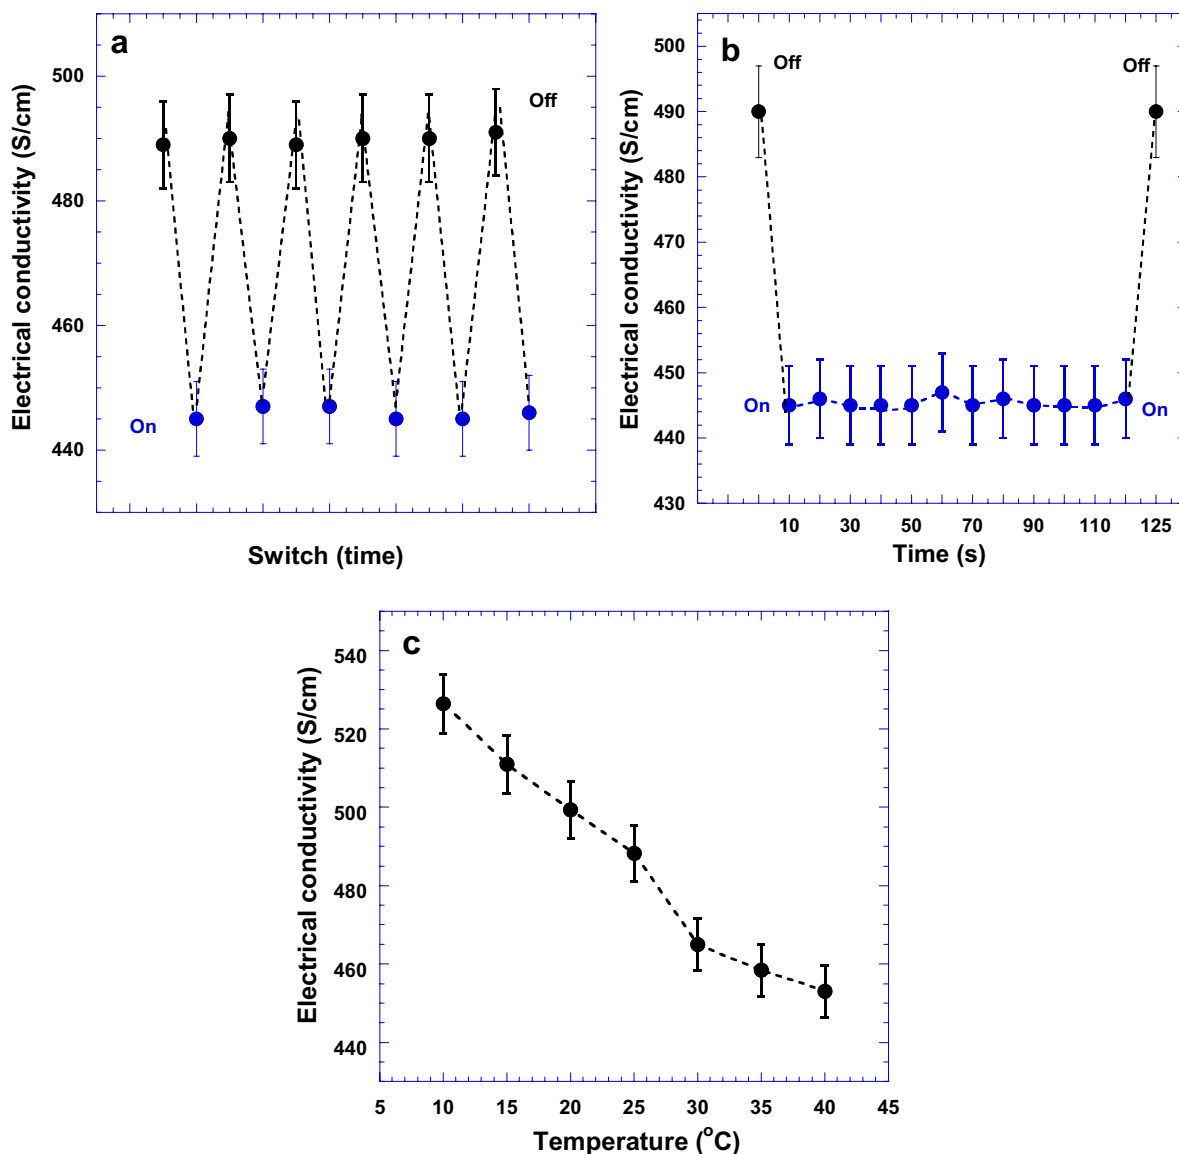 a
Electrical conductivity (S/cm)
500
480
460
440
Off
On
Switch (time)
b
Electrical conductivity (S/cm)
500
490
480
470
460
450
440
430
Off
Off
On
On
10 30 50 70 90 110 125
Time (s)
c
Electrical conductivity (S/cm)
540
520
500
480
460
440
5 10 15 20 25 30 35 40 45
Temperature (°C)